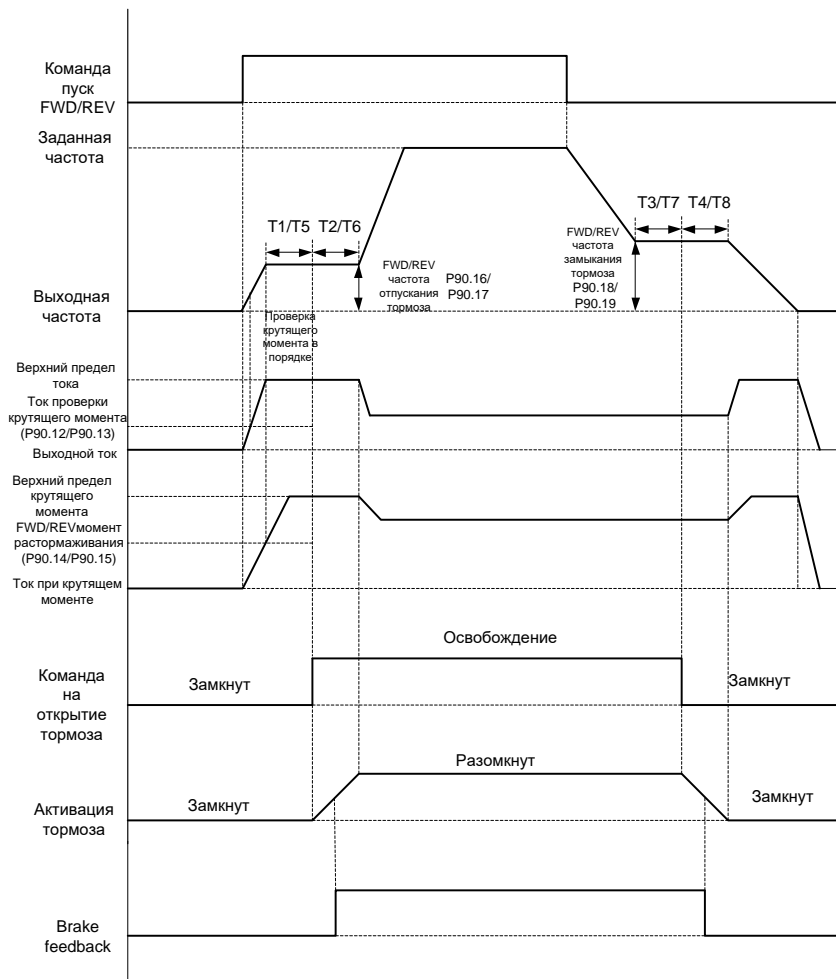 Команда
пуск
FWD/REV
Заданная
частота
T1/T5
T2/T6
T3/T7
T4/T8
FWD/REV
частота
отпускания
тормоза
P90.16/
P90.17
FWD/REV
частота
замыкания
тормоза
P90.18/
P90.19
Выходная
частота
Проверка
крутящего
момента в
порядке
Верхний предел
тока
Ток проверки
крутящего момента
(P90.12/P90.13)
Выходной ток
Верхний предел
крутящего
момента
FWD/REVмомент
растормаживания
(P90.14/P90.15)
Ток при крутящем
моменте
Команда
на
открытие
тормоза
Замкнут
Освобождение
Замкнут
Активация
тормоза
Замкнут
Разомкнут
Замкнут
Brake
feedback